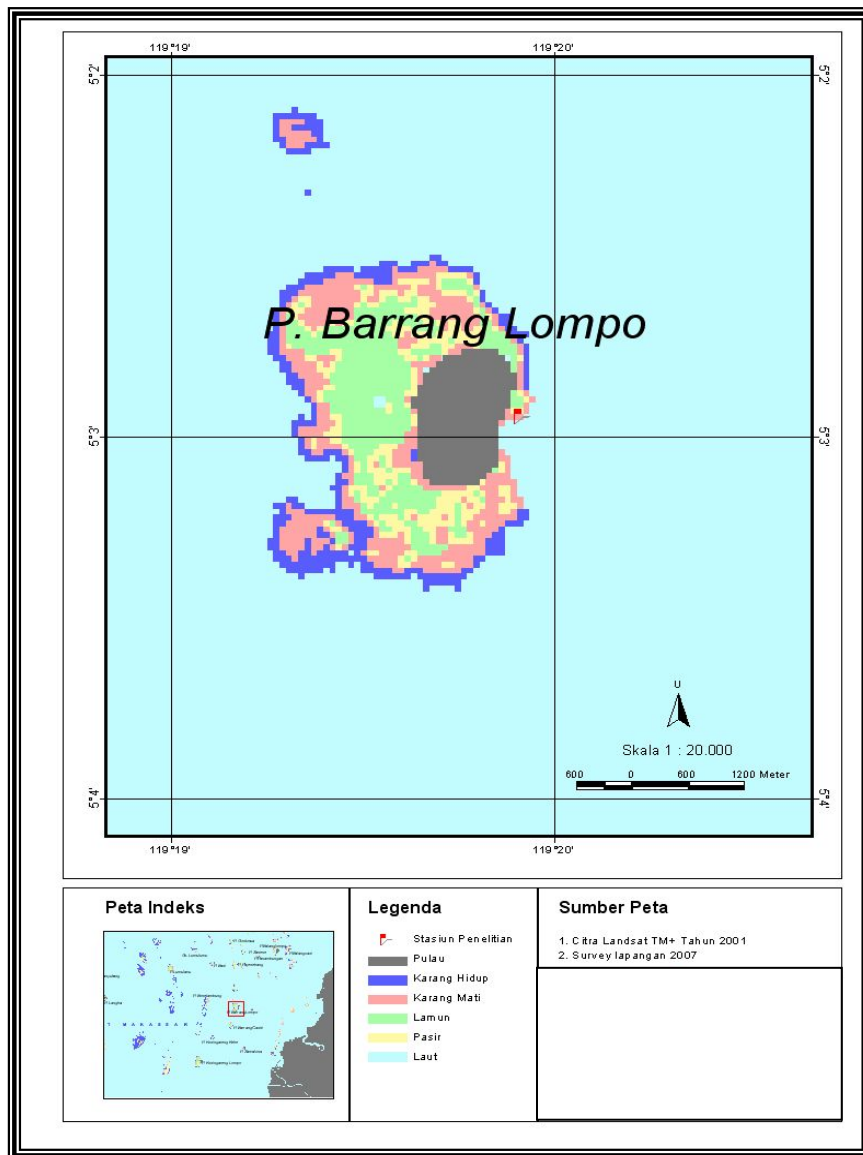 119°19' 119°20'
5°2' 5°2'
P. Barrang Lompo
5°3' 5°3'
U
Skala 1 : 20.000
600 0 600 1200 Meter
5°4' 5°4'
119°19' 119°20'
Peta Indeks
Legenda
Stasiun Penelitian
Pulau
Karang Hidup
Karang Mati
Lamun
Pasir
Laut
Sumber Peta
1. Citra Landsat TM+ Tahun 2001
2. Survey lapangan 2007